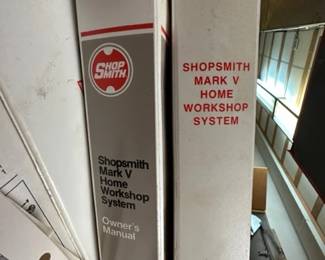 SHOP
SMITH
Shopsmith
Mark V
Home
Workshop
System
Owner's
Manual
SHOPSMITH
MARK V
HOME
WORKSHOP
SYSTEM